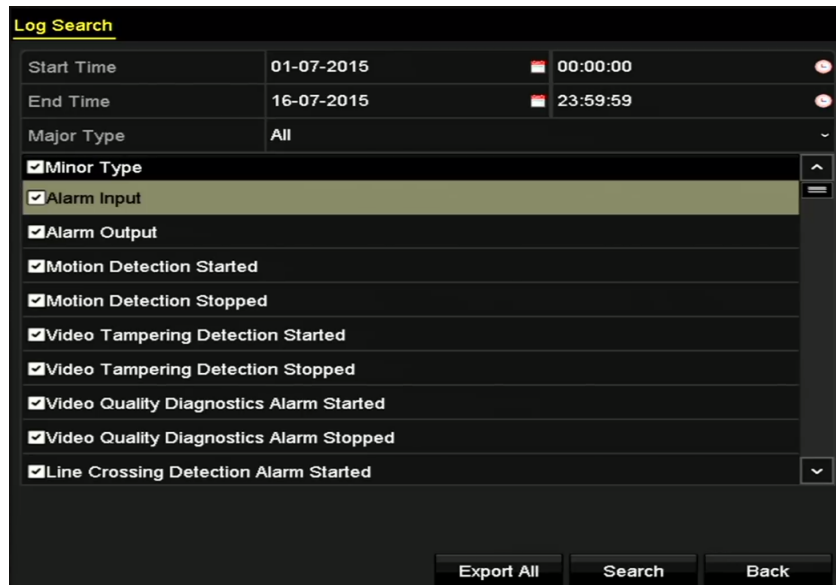 Log Search
Start Time 01-07-2015 00:00:00
End Time 16-07-2015 23:59:59
Major Type All
Minor Type
Alarm Input
Alarm Output
Motion Detection Started
Motion Detection Stopped
Video Tampering Detection Started
Video Tampering Detection Stopped
Video Quality Diagnostics Alarm Started
Video Quality Diagnostics Alarm Stopped
Line Crossing Detection Alarm Started
Export All Search Back